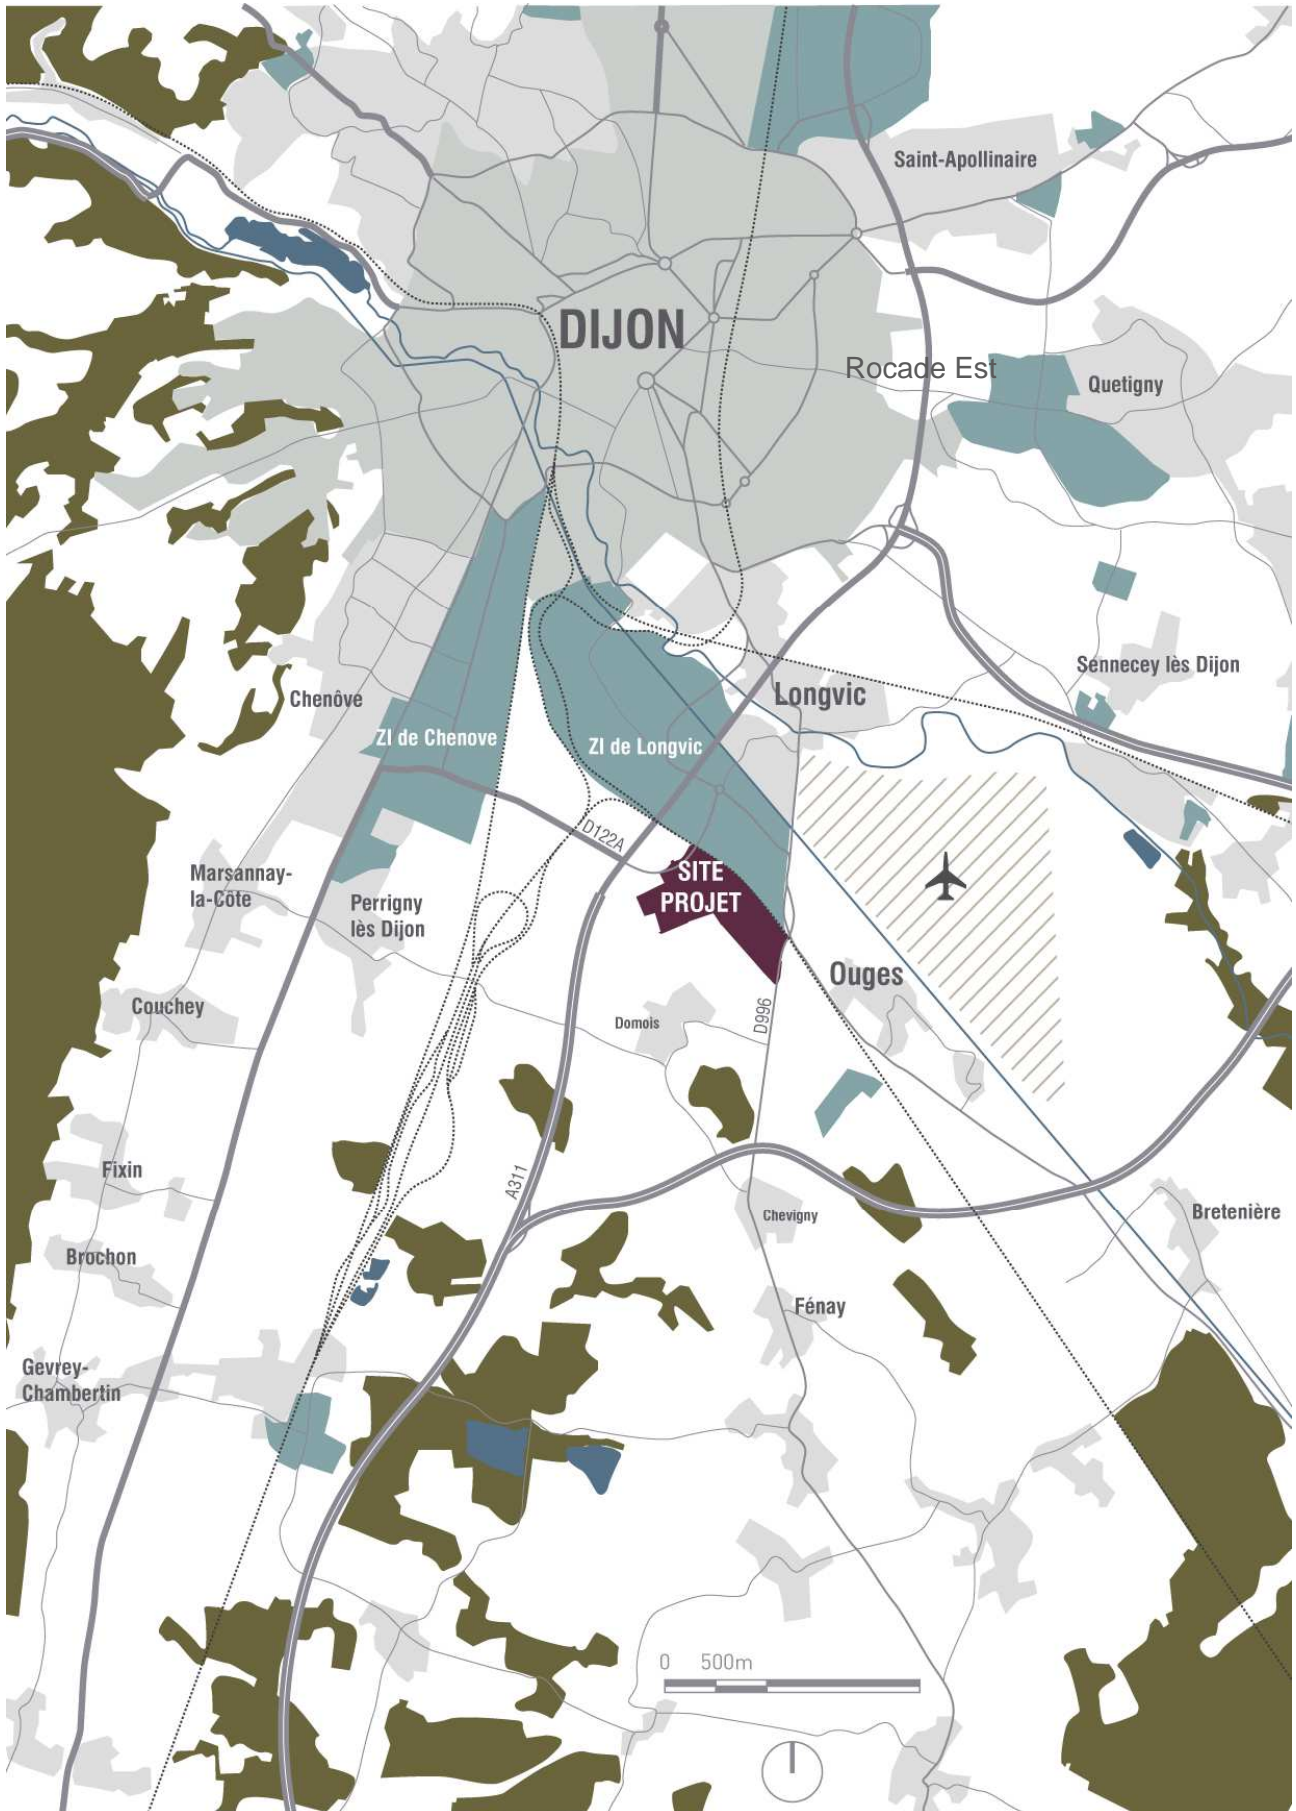 Saint-Apollinaire
DIJON
Rocade Est
Quetigny
Sennecey lès Dijon
Chenôve
Longvic
ZI de Chenove
ZI de Longvic
D122A
SITE
PROJET
Marsannay-
la-Côte
Perrigny
lès Dijon
Ouges
Couchey
Domois
D996
Fixin
A311
Chevigny
Bretenière
Brochon
Fénay
Gevrey-
Chambertin
0 500m